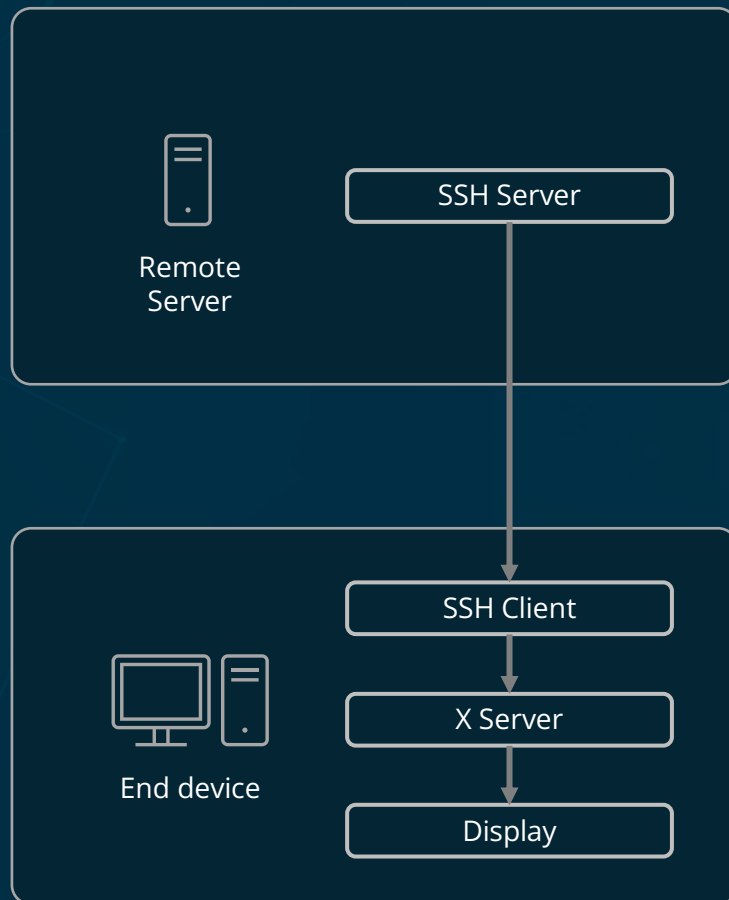 SSH Server
Remote
Server
SSH Client
X Server
End device
Display